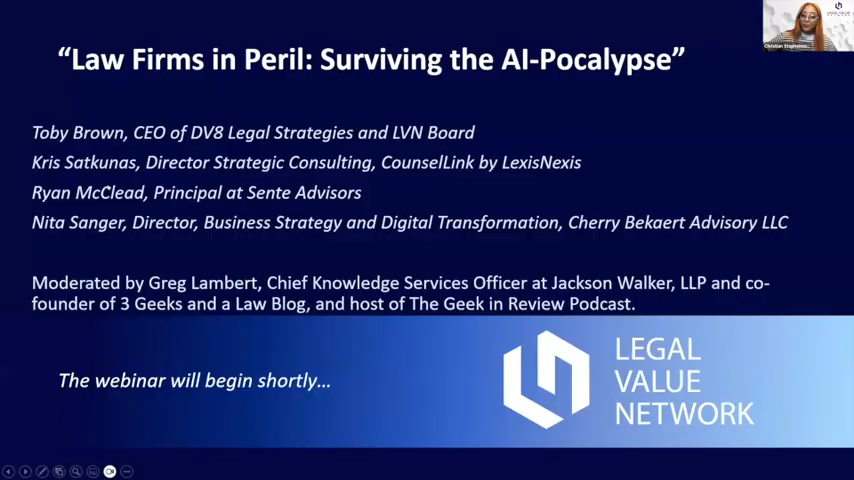 “Law Firms in Peril: Surviving the AI-Pocalypse”
Toby Brown, CEO of DV8 Legal Strategies and LVN Board
Kris Satkunas, Director Strategic Consulting, CounselLink by LexisNexis
Ryan McClead, Principal at Sente Advisors
Nita Sanger, Director, Business Strategy and Digital Transformation, Cherry Bekaert Advisory LLC
Moderated by Greg Lambert, Chief Knowledge Services Officer at Jackson Walker, LLP and co-
founder of 3 Geeks and a Law Blog, and host of The Geek in Review Podcast.
The webinar will begin shortly…
LEGAL
VALUE
NETWORK